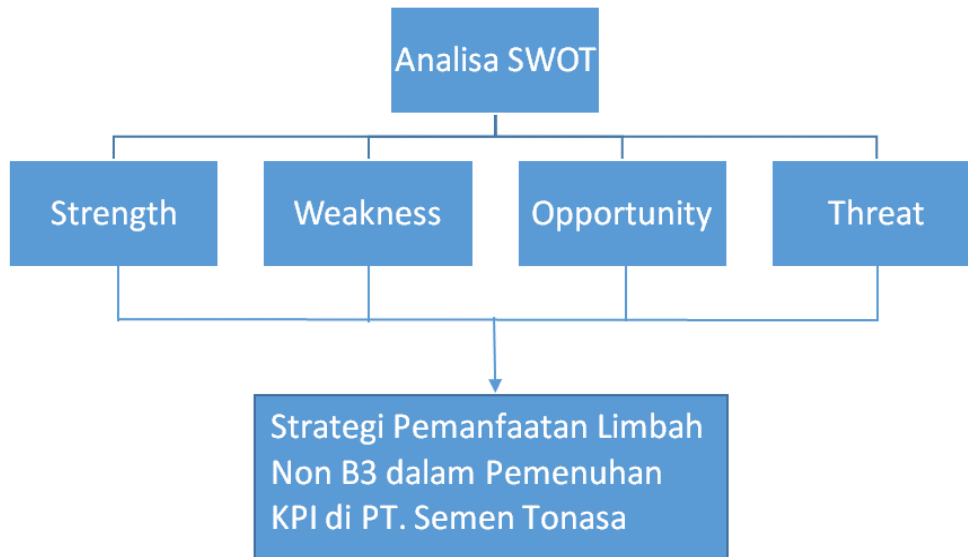 Analisa SWOT
Strength
Weakness
Opportunity
Threat
Strategi Pemanfaatan Limbah
Non B3 dalam Pemenuhan
KPI di PT. Semen Tonasa